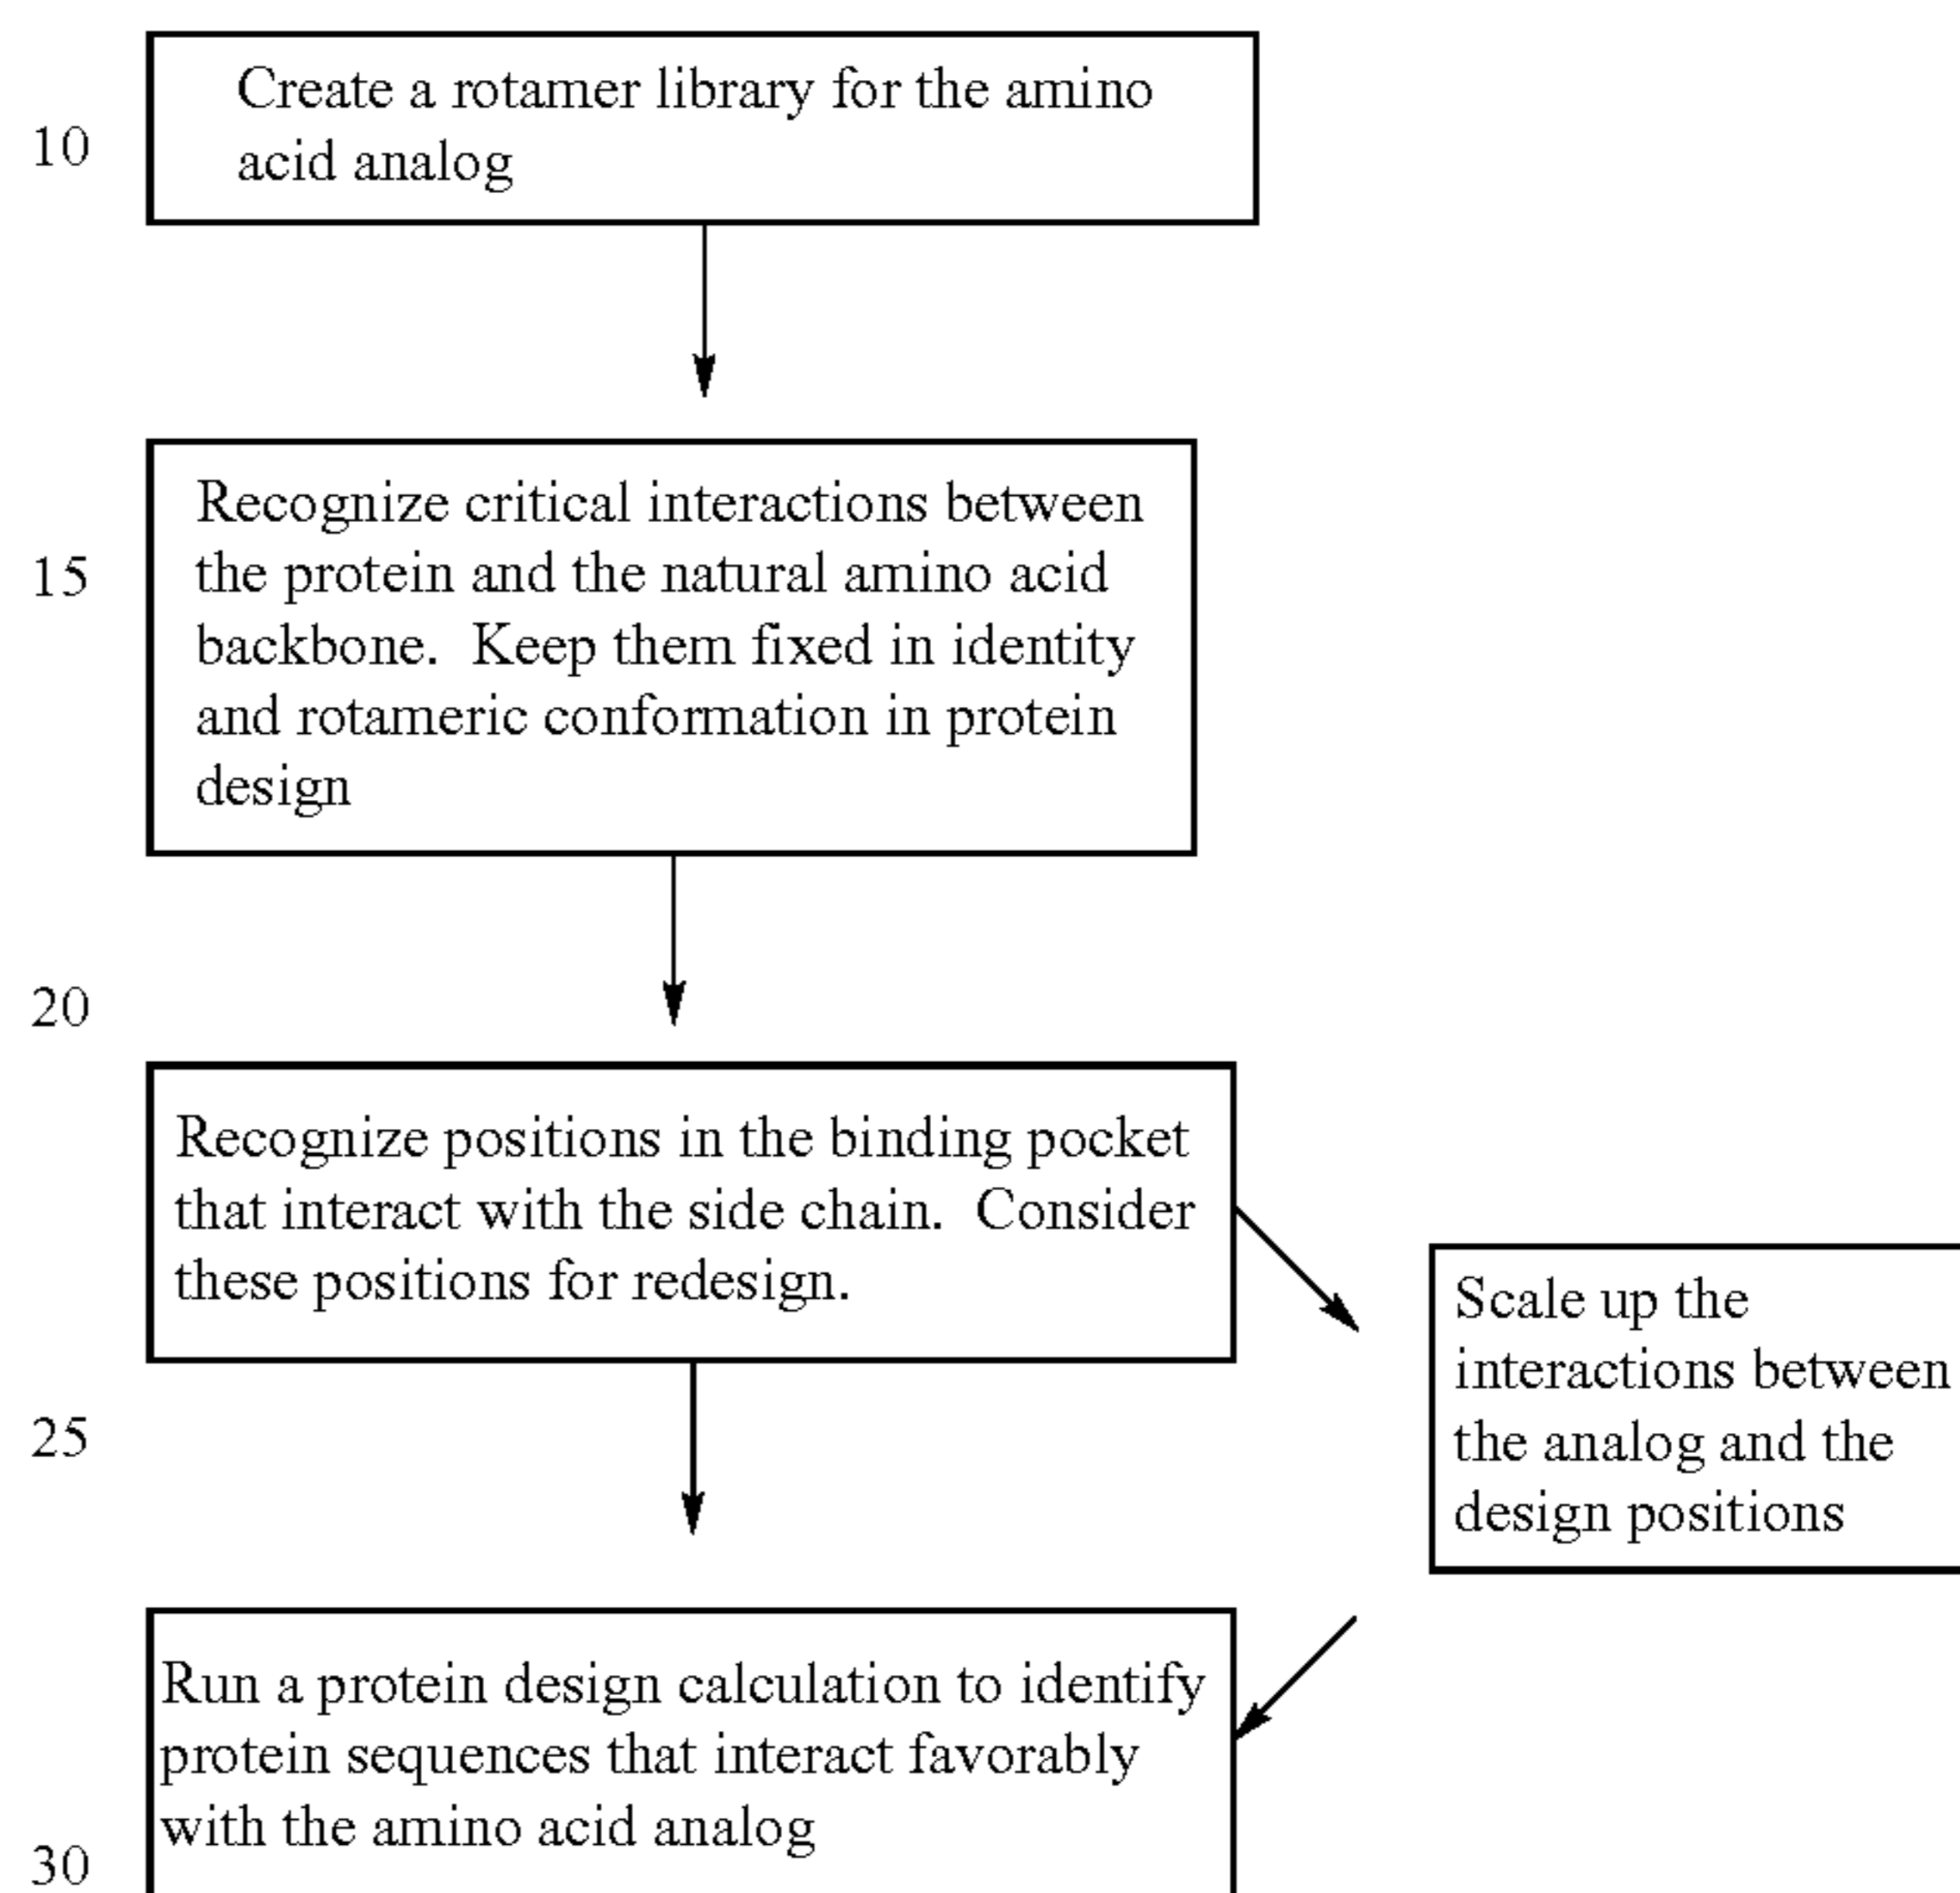 10
Create a rotamer library for the amino
acid analog
15
Recognize critical interactions between
the protein and the natural amino acid
backbone.  Keep them fixed in identity
and rotameric conformation in protein
design
20
Recognize positions in the binding pocket
that interact with the side chain.  Consider
these positions for redesign.
25
Scale up the
interactions between
the analog and the
design positions
Run a protein design calculation to identify
protein sequences that interact favorably
with the amino acid analog
30